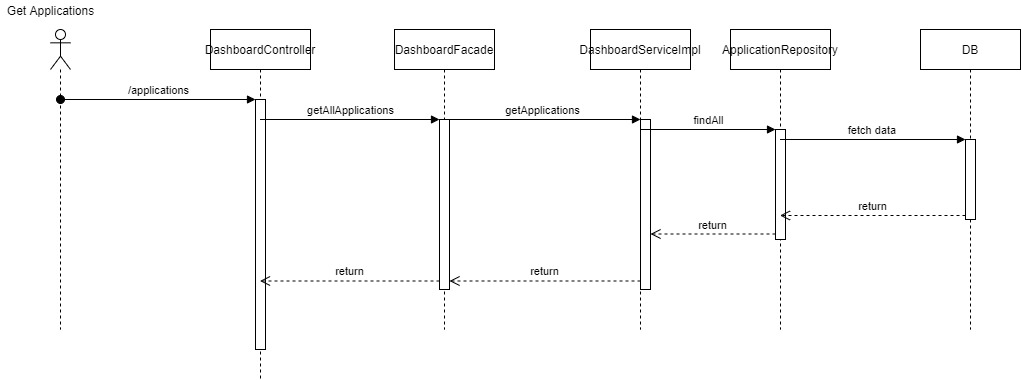 Get Applications
DashboardController
DashboardFacade
DashboardServiceImpl
ApplicationRepository
DB
/applications
getAllApplications
getApplications
findAll
fetch data
return
return
return
return